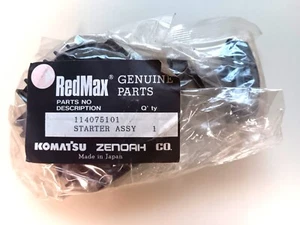 RedMax® GENUINE PARTS
PARTS NO
DESCRIPTION Q'ty
114075101
STARTER ASSY 1
KOMATSU ZENOAH CO.
Made in Japan